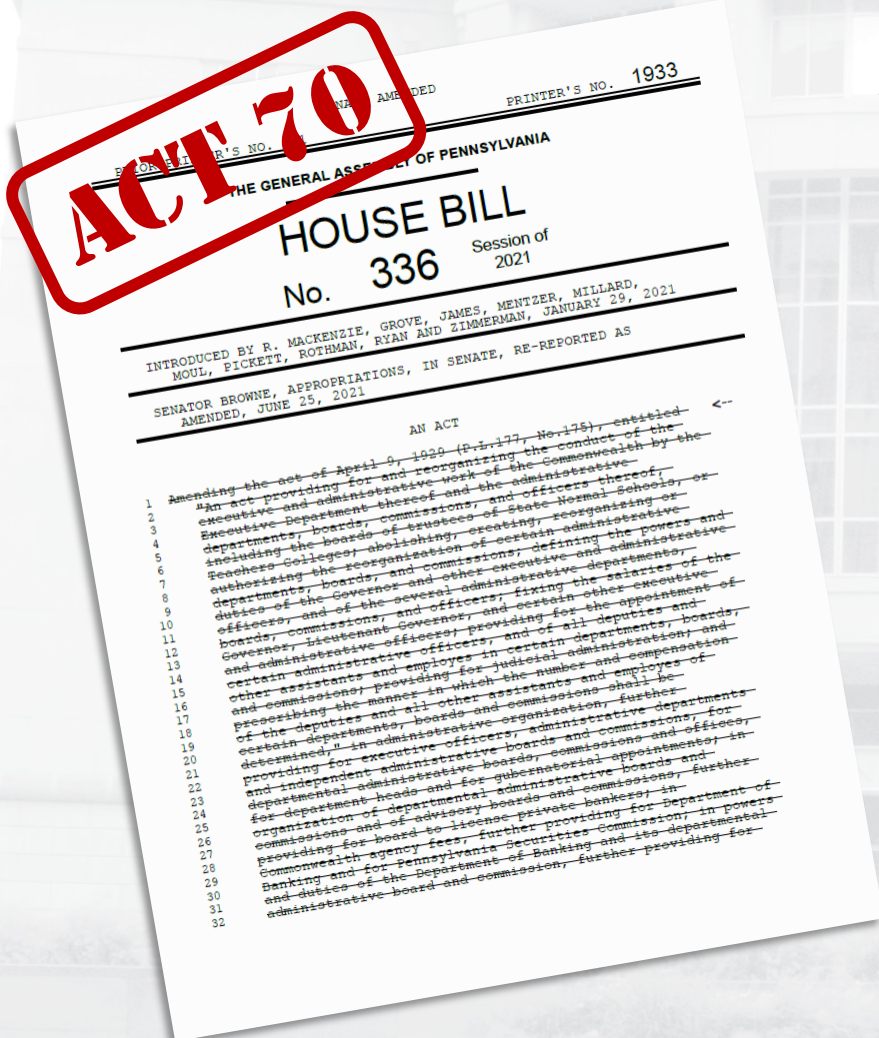 ACT 70
AMENDED
PRINTER'S NO. 1933
PRIOR PRINTER'S NO.
THE GENERAL ASSEMBLY OF PENNSYLVANIA
HOUSE BILL
No. 336 Session of 2021
INTRODUCED BY R. MACKENZIE, GROVE, JAMES, MENTZER, MILLARD,
MOUL, PICKETT, ROTHMAN, RYAN AND ZIMMERMAN, JANUARY 29, 2021
SENATOR BROWNE, APPROPRIATIONS, IN SENATE, RE-REPORTED AS
AMENDED, JUNE 25, 2021
AN ACT
1 Amending the act of April 9, 1929 (P.L.177, No.175), entitled <--
2 "An act providing for and reorganizing the conduct of the
3 executive and administrative work of the Commonwealth by the
4 Executive Department thereof and the administrative
5 departments, boards, commissions, and officers thereof,
6 including the boards of trustees of State Normal Schools, or
7 Teachers Colleges; abolishing, creating, reorganizing or
8 authorizing the reorganization of certain administrative
9 departments, boards, and commissions; defining the powers and
10 duties of the Governor and other executive and administrative
11 officers, and of the several administrative departments,
12 boards, commissions, and officers; fixing the salaries of the
13 Governor, Lieutenant Governor, and certain other executive
14 and administrative officers; providing for the appointment of
15 certain administrative officers, and of all deputies and
16 other assistants and employes in certain departments, boards,
17 and commissions; providing for judicial administration; and
18 prescribing the manner in which the number and compensation
19 of the deputies and all other assistants and employes of
20 certain departments, boards and commissions shall be
21 determined," in administrative organization, further
22 providing for executive officers, administrative departments
23 and independent administrative boards and commissions, for
24 departmental administrative boards, commissions and offices,
25 for department heads and for gubernatorial appointments; in
26 organization of departmental administrative boards and
27 commissions and of advisory boards and commissions, further
28 providing for board to license private bankers; in
29 Commonwealth agency fees, further providing for Department of
30 Banking and for Pennsylvania Securities Commission; in powers
31 and duties of the Department of Banking and its departmental
32 administrative board and commission, further providing for